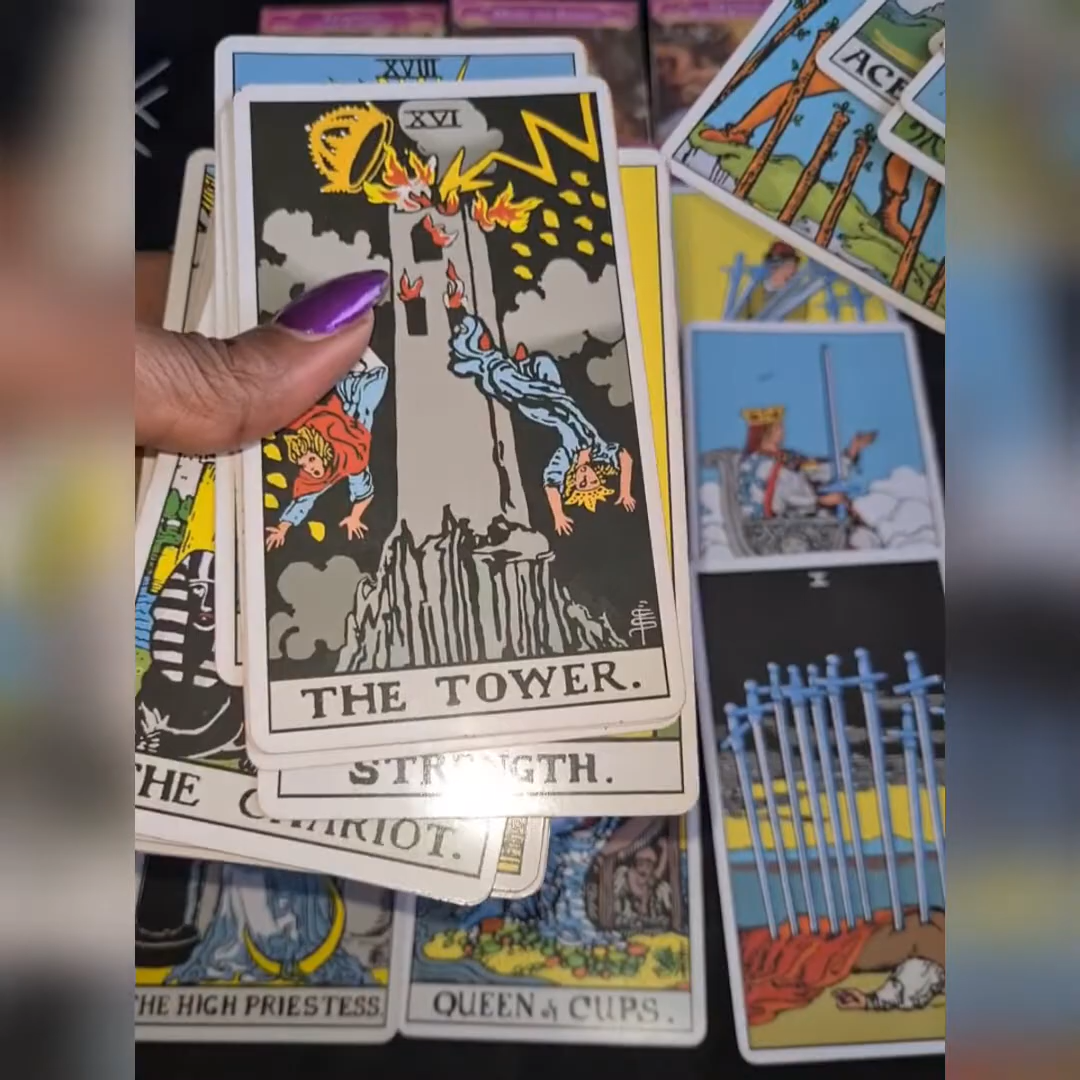 XVIII
XVI
ACE
THE TOWER.
STRENGTH.
THE CHARIOT.
THE HIGH PRIESTESS.
QUEEN of CUPS.
X